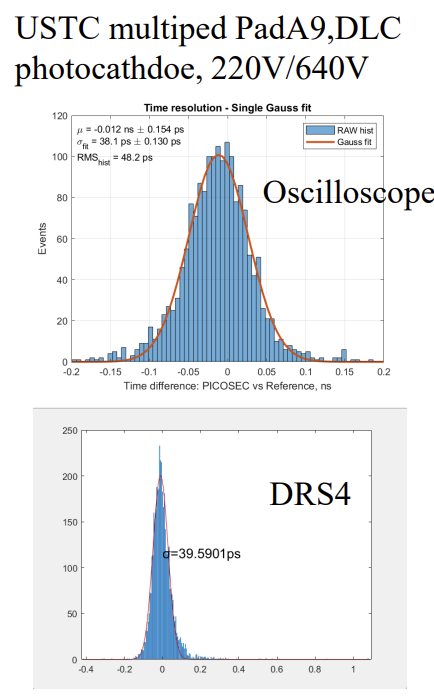 USTC multiped PadA9,DLC
photocathdoe, 220V/640V
Time resolution - Single Gauss fit
μ = -0.012 ns ± 0.154 ps
σfit = 38.1 ps ± 0.130 ps
RMShist = 48.2 ps
RAW hist
Gauss fit
Oscilloscope
Events
120
100
80
60
40
20
0
-0.2 -0.15 -0.1 -0.05 0 0.05 0.1 0.15 0.2
Time difference: PICOSEC vs Reference, ns
250
200
150
100
50
0
DRS4
σ=39.5901ps
-0.4 -0.2 0 0.2 0.4 0.6 0.8 1